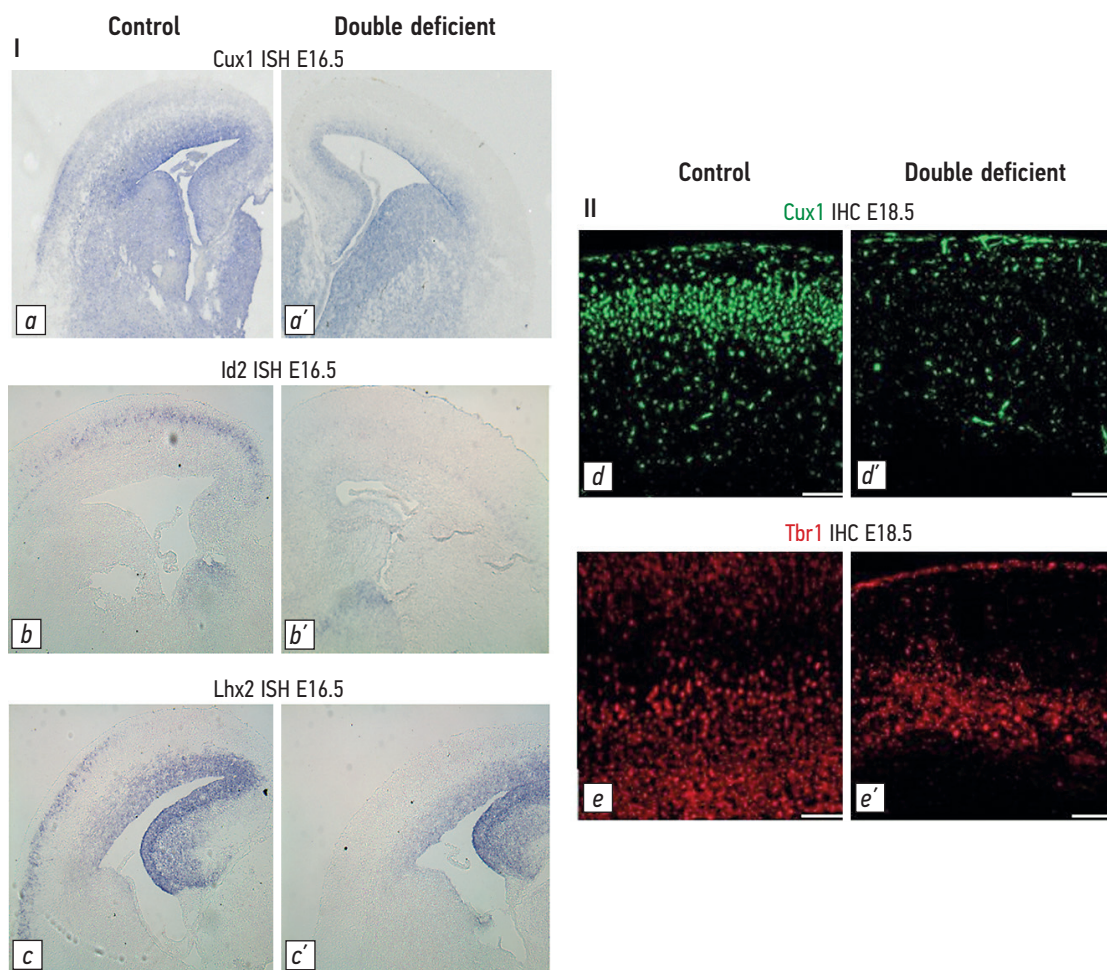 I
Control Double deficient
Cux1 ISH E16.5
a a′
Id2 ISH E16.5
b b′
Lhx2 ISH E16.5
c c′
II
Control Double deficient
Cux1 IHC E18.5
d d′
Tbr1 IHC E18.5
e e′